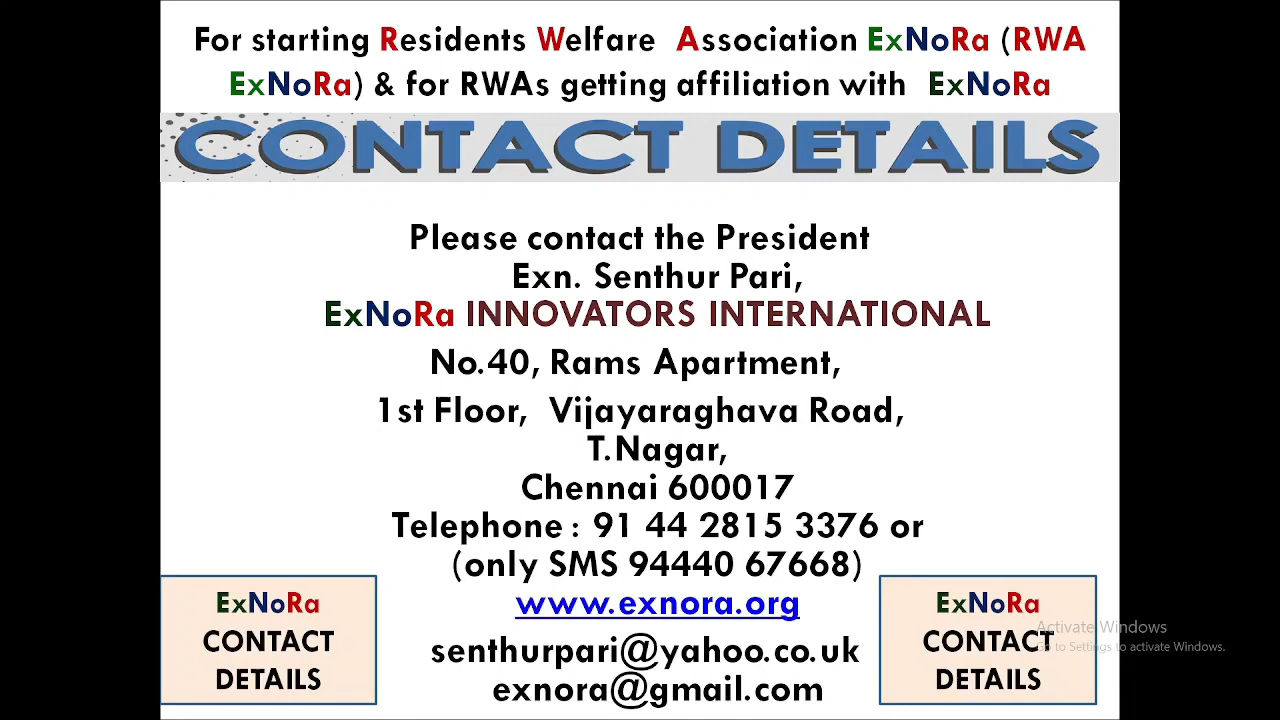 For starting Residents Welfare Association ExNoRa (RWA
ExNoRa) & for RWAs getting affiliation with ExNoRa
CONTACT DETAILS
Please contact the President
Exn. Senthur Pari,
ExNoRa INNOVATORS INTERNATIONAL
No.40, Rams Apartment,
1st Floor, Vijayaraghava Road,
T.Nagar,
Chennai 600017
Telephone : 91 44 2815 3376 or
(only SMS 94440 67668)
www.exnora.org
senthurpari@yahoo.co.uk
exnora@gmail.com
ExNoRa
CONTACT
DETAILS
ExNoRa
CONTACT
DETAILS
Activate Windows
Go to Settings to activate Windows.